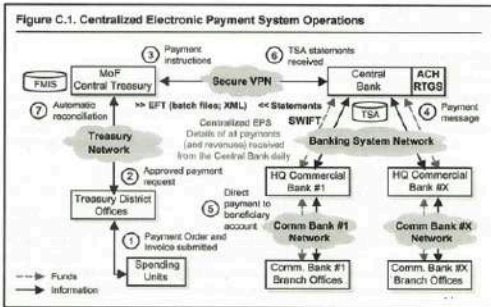 Figure C.1. Centralized Electronic Payment System Operations
3 Payment instructions
6 TSA statements received
FMIS
MoF
Central Treasury
Secure VPN
Central Bank
ACH
RTGS
7 Automatic reconciliation
>> EFT (batch files; XML) << Statements
SWIFT
TSA
4 Payment message
Centralized EPS
Details of all payments
(and revenues) received
from the Central Bank daily
Treasury Network
Banking System Network
2 Approved payment request
HQ Commercial Bank #1
HQ Commercial Bank #X
Treasury District Offices
5 Direct payment to beneficiary account
Comm Bank #1 Network
Comm Bank #X Network
1 Payment Order and Invoice submitted
Funds
Information
Spending Units
Comm. Bank #1 Branch Offices
Comm. Bank #X Branch Offices